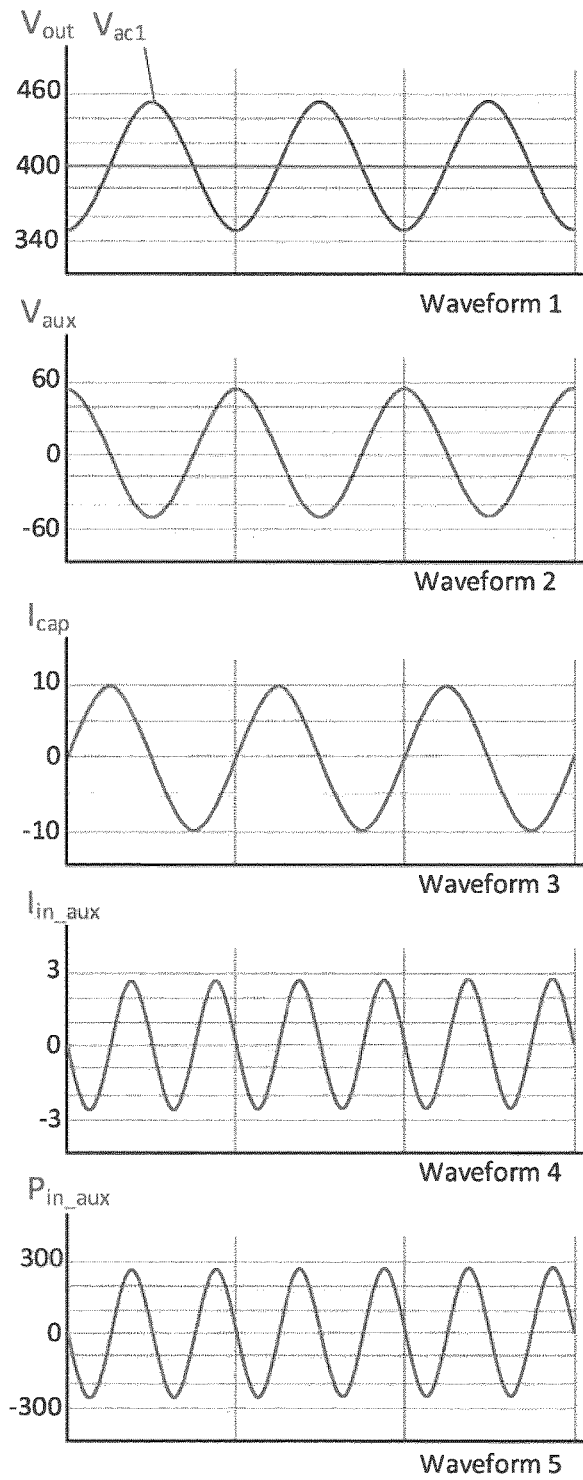 Vout Vac1
460
400
340
Waveform 1
Vaux
60
0
-60
Waveform 2
Icap
10
0
-10
Waveform 3
Iin_aux
3
0
-3
Waveform 4
Pin_aux
300
0
-300
Waveform 5